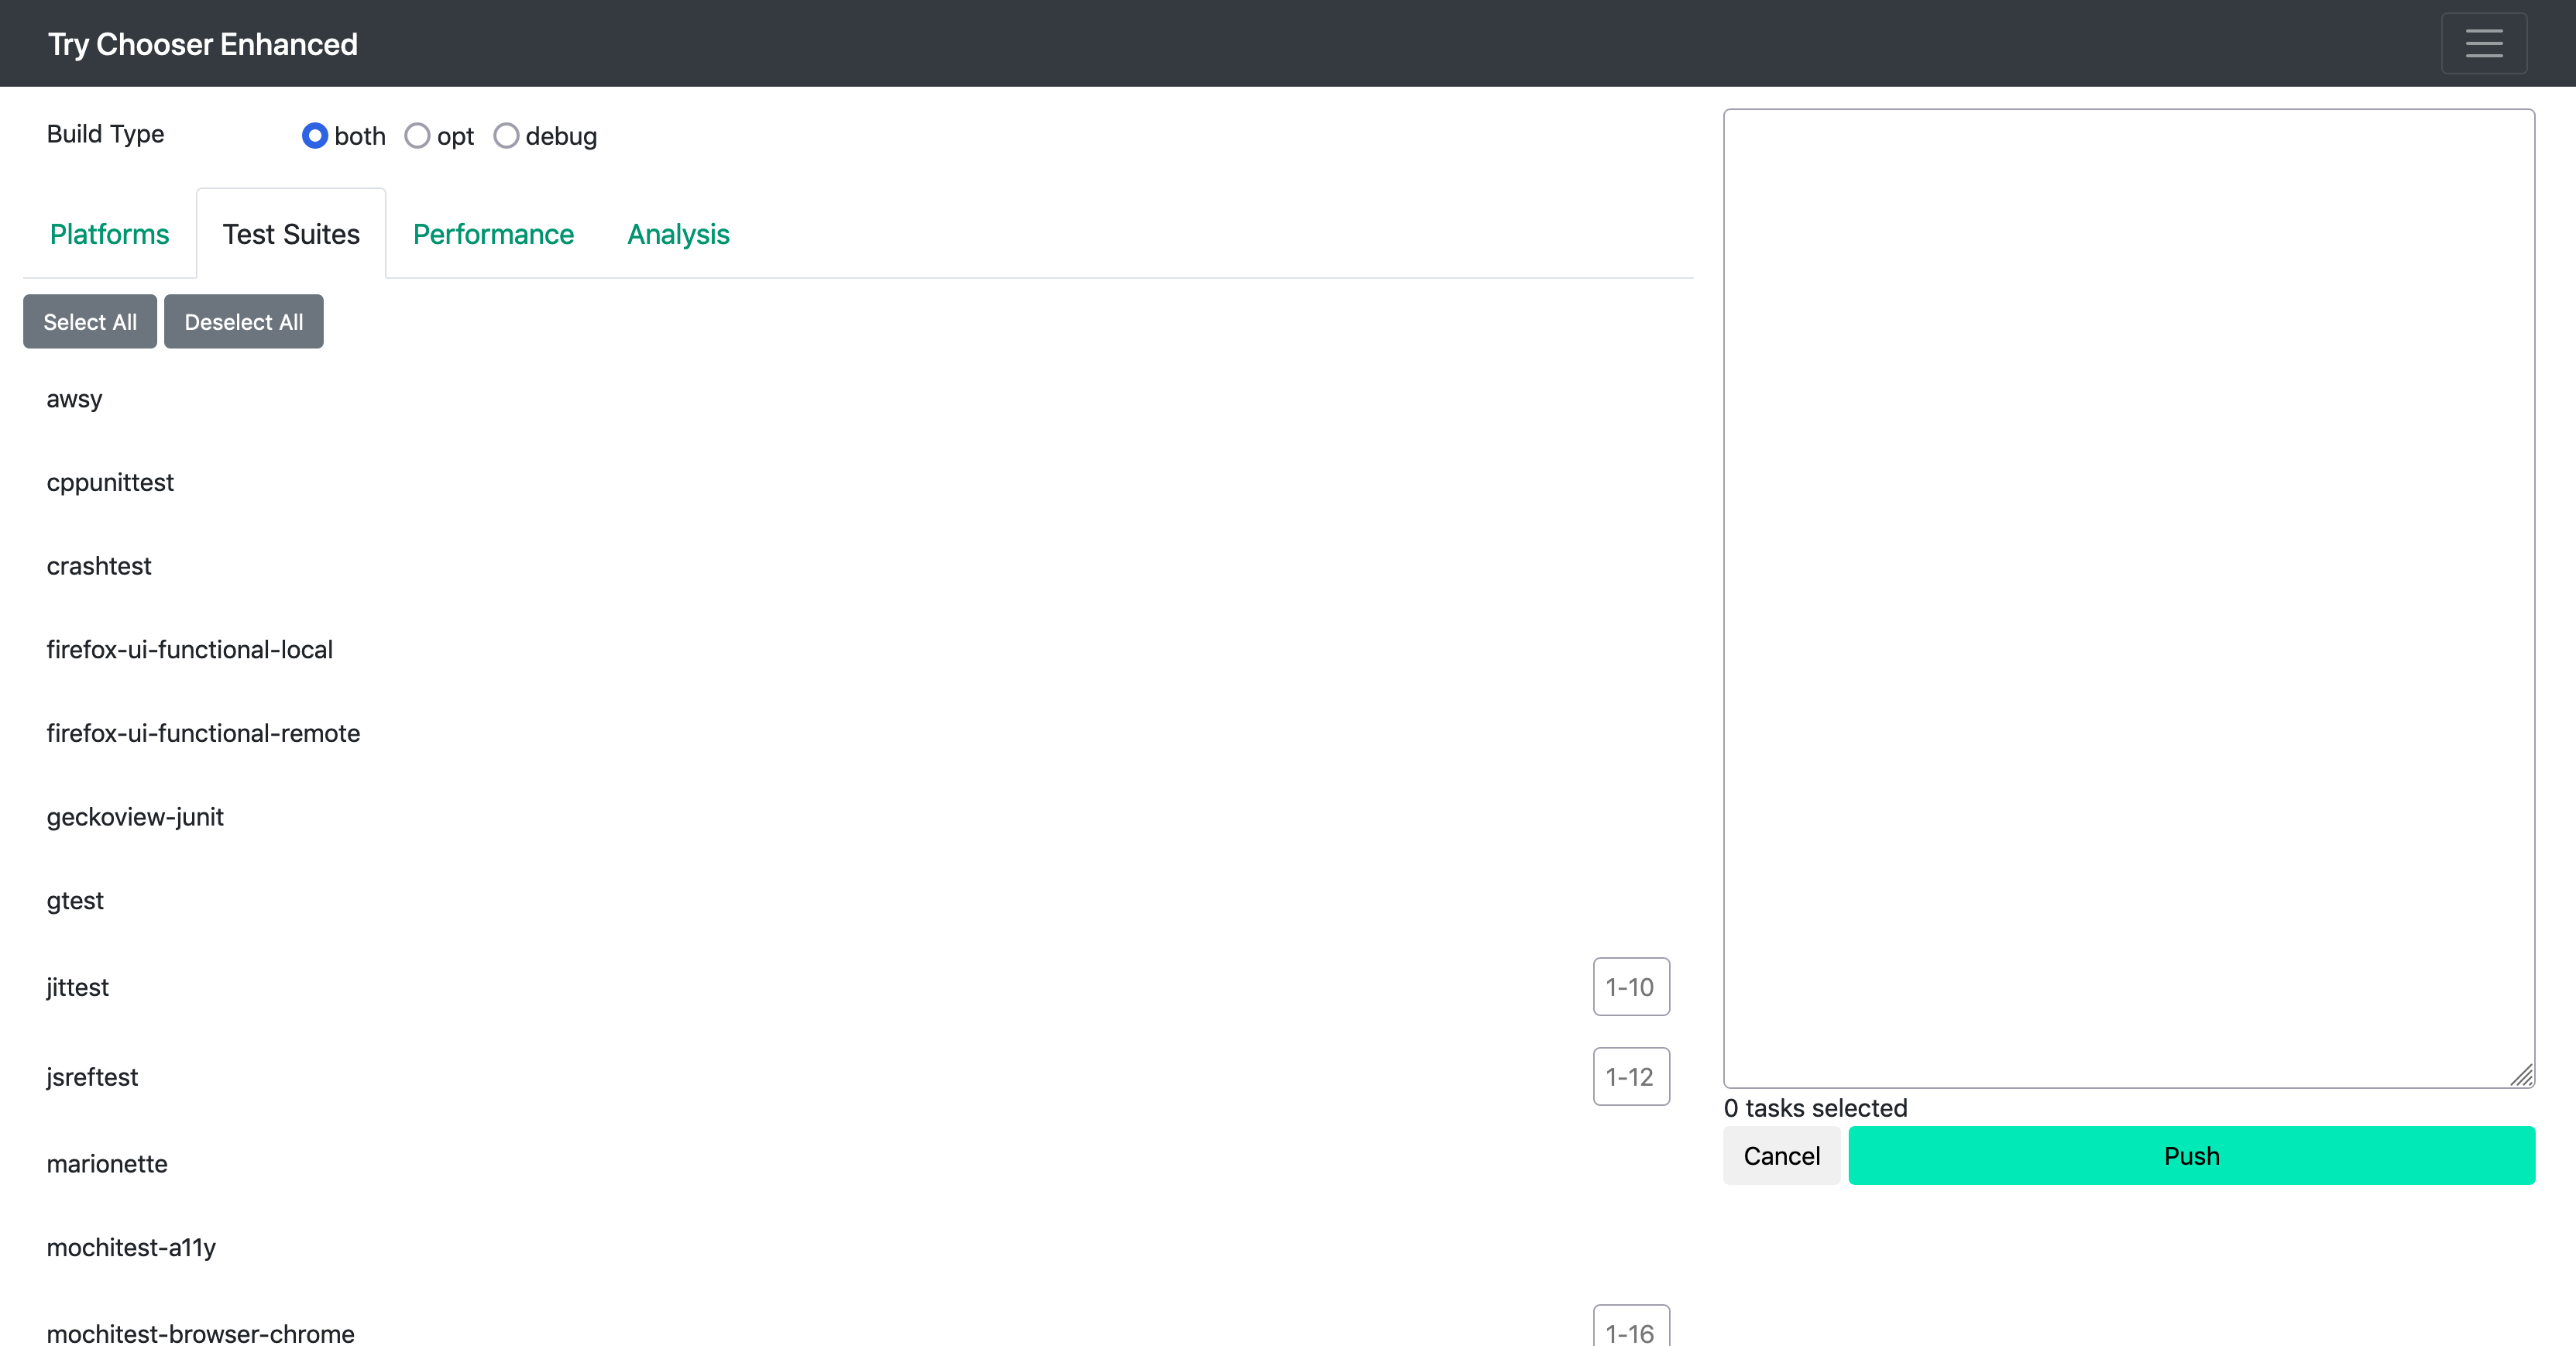 Try Chooser Enhanced
Build Type both opt debug
Platforms Test Suites Performance Analysis
Select All Deselect All
awsy
cppunittest
crashtest
firefox-ui-functional-local
firefox-ui-functional-remote
geckoview-junit
gtest
jittest 1-10
jsreftest 1-12
marionette
mochitest-a11y
mochitest-browser-chrome 1-16
0 tasks selected
Cancel Push